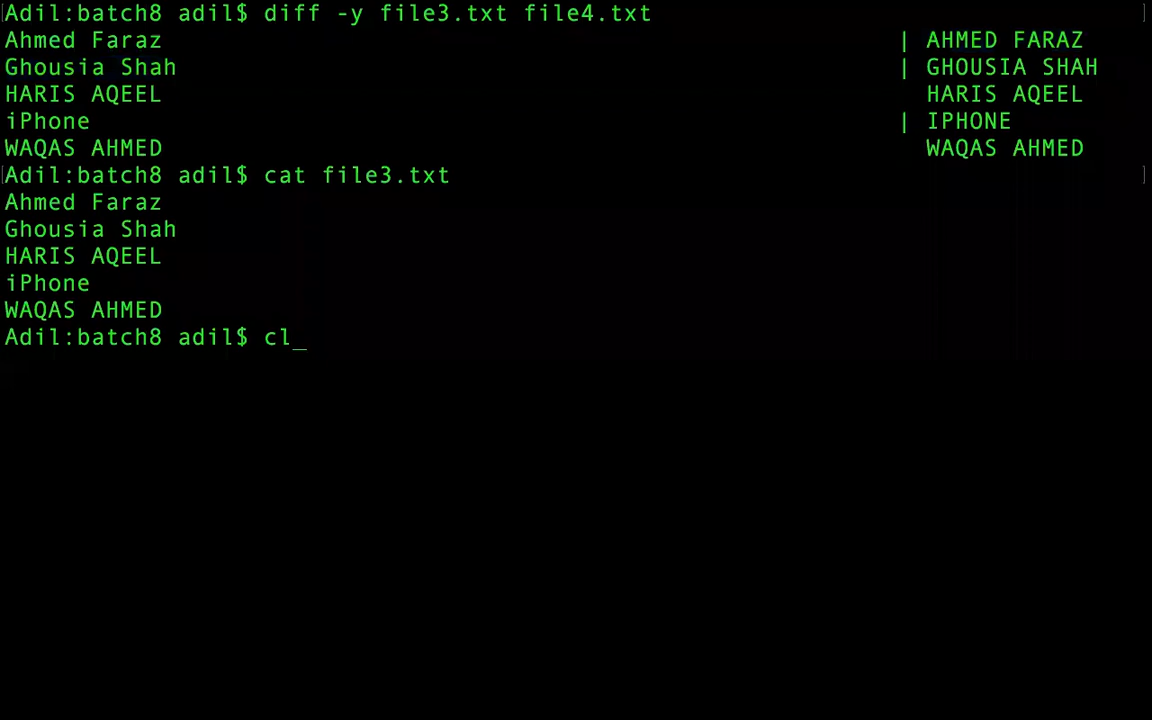 [Adil:batch8 adil$ diff -y file3.txt file4.txt ]
Ahmed Faraz | AHMED FARAZ
Ghousia Shah | GHOUSIA SHAH
HARIS AQEEL HARIS AQEEL
iPhone | IPHONE
WAQAS AHMED WAQAS AHMED
[Adil:batch8 adil$ cat file3.txt ]
Ahmed Faraz
Ghousia Shah
HARIS AQEEL
iPhone
WAQAS AHMED
Adil:batch8 adil$ cl_